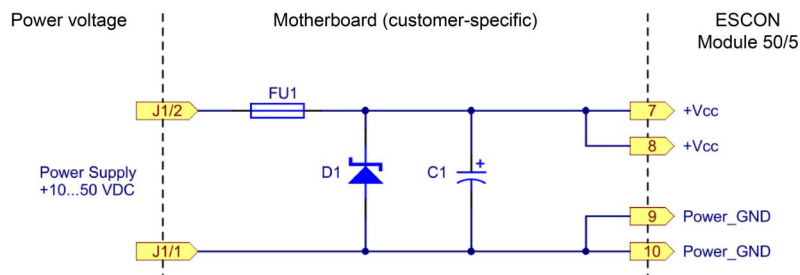 Power voltage
Motherboard (customer-specific)
ESCON
Module 50/5
FU1
J1/2
7
+Vcc
8
+Vcc
Power Supply
+10...50 VDC
D1
C1
+
9
Power_GND
J1/1
10
Power_GND